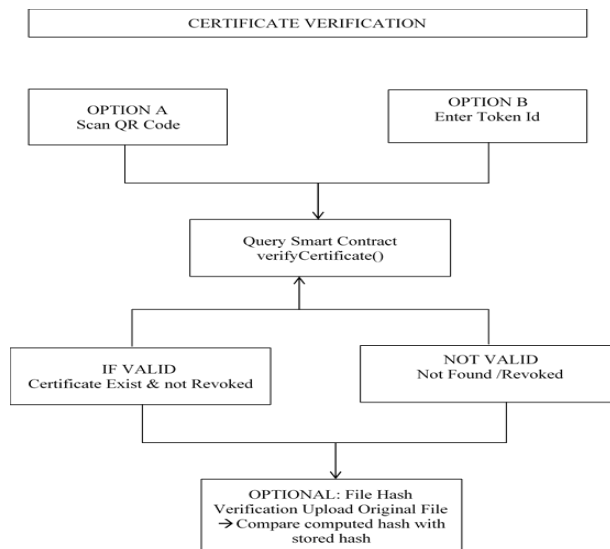 CERTIFICATE VERIFICATION
OPTION A
Scan QR Code
OPTION B
Enter Token Id
Query Smart Contract
verifyCertificate()
IF VALID
Certificate Exist & not Revoked
NOT VALID
Not Found /Revoked
OPTIONAL: File Hash
Verification Upload Original File
→Compare computed hash with
stored hash